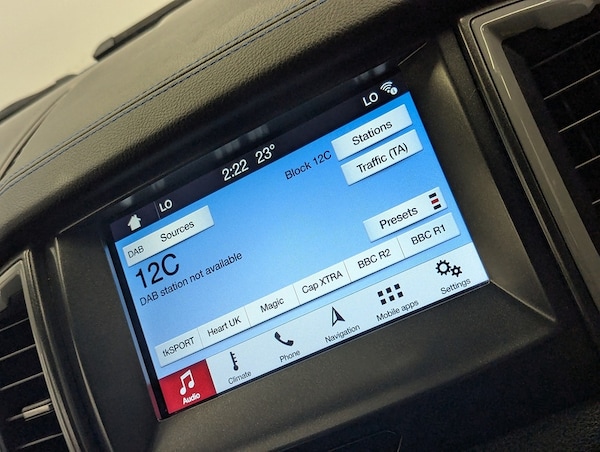 LO
2:22 23°
LO
DAB Sources
Block 12C
Stations
Traffic (TA)
12C
DAB station not available
Presets
tkSPORT
Heart UK
Magic
Cap XTRA
BBC R2
BBC R1
Audio
Climate
Phone
Navigation
Mobile apps
Settings